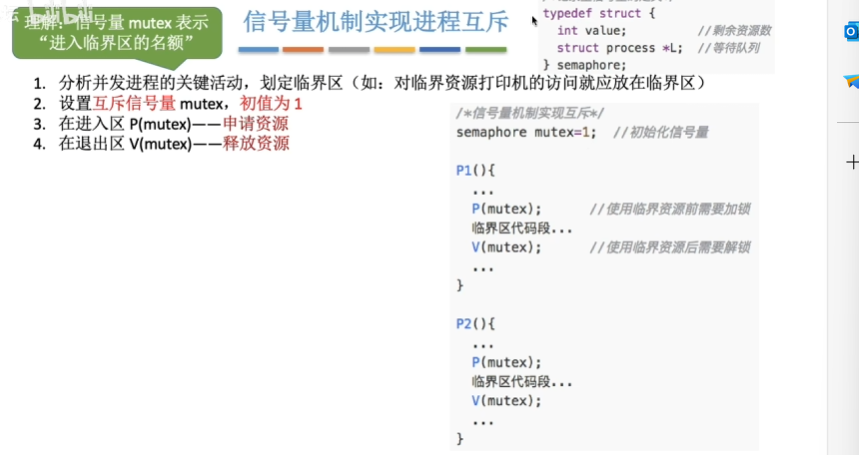 理解：信号量 mutex 表示
“进入临界区的名额”
信号量机制实现进程互斥
typedef struct {
int value; //剩余资源数
struct process *L; //等待队列
} semaphore;
1. 分析并发进程的关键活动，划定临界区（如：对临界资源打印机的访问就应放在临界区）
2. 设置互斥信号量 mutex，初值为 1
3. 在进入区 P(mutex)——申请资源
4. 在退出区 V(mutex)——释放资源
/*信号量机制实现互斥*/
semaphore mutex=1; //初始化信号量
P1(){
...
P(mutex); //使用临界资源前需要加锁
临界区代码段...
V(mutex); //使用临界资源后需要解锁
...
}
P2(){
...
P(mutex);
临界区代码段...
V(mutex);
...
}